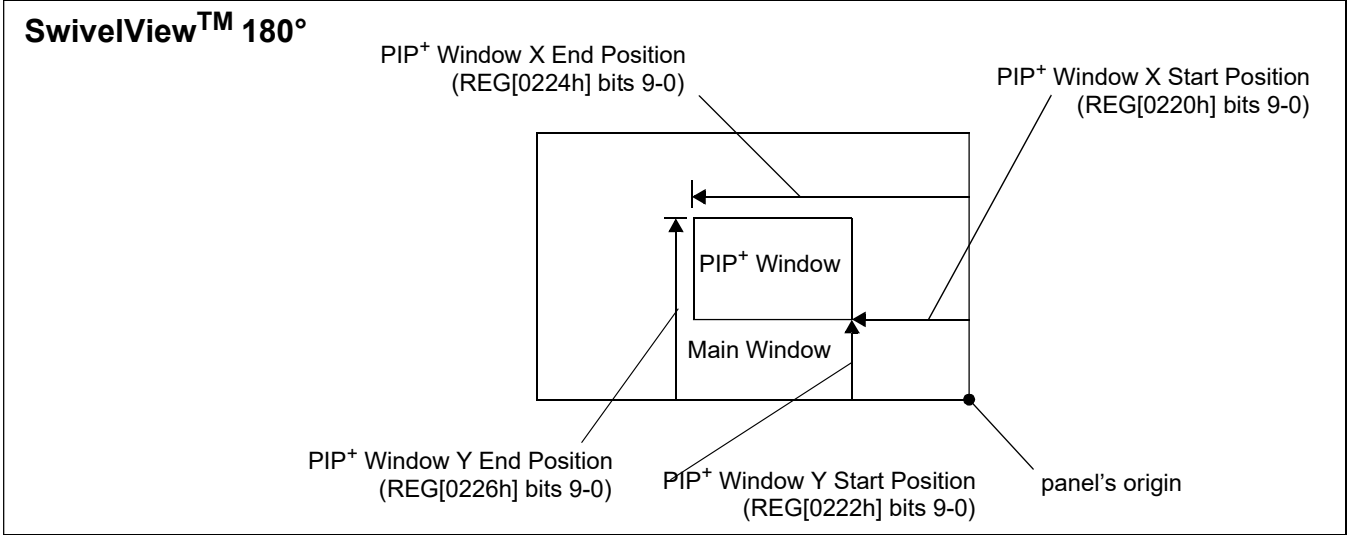 SwivelView™ 180°
PIP+ Window X End Position
(REG[0224h] bits 9-0)
PIP+ Window X Start Position
(REG[0220h] bits 9-0)
PIP+ Window
Main Window
PIP+ Window Y End Position
(REG[0226h] bits 9-0)
PIP+ Window Y Start Position
(REG[0222h] bits 9-0)
panel's origin